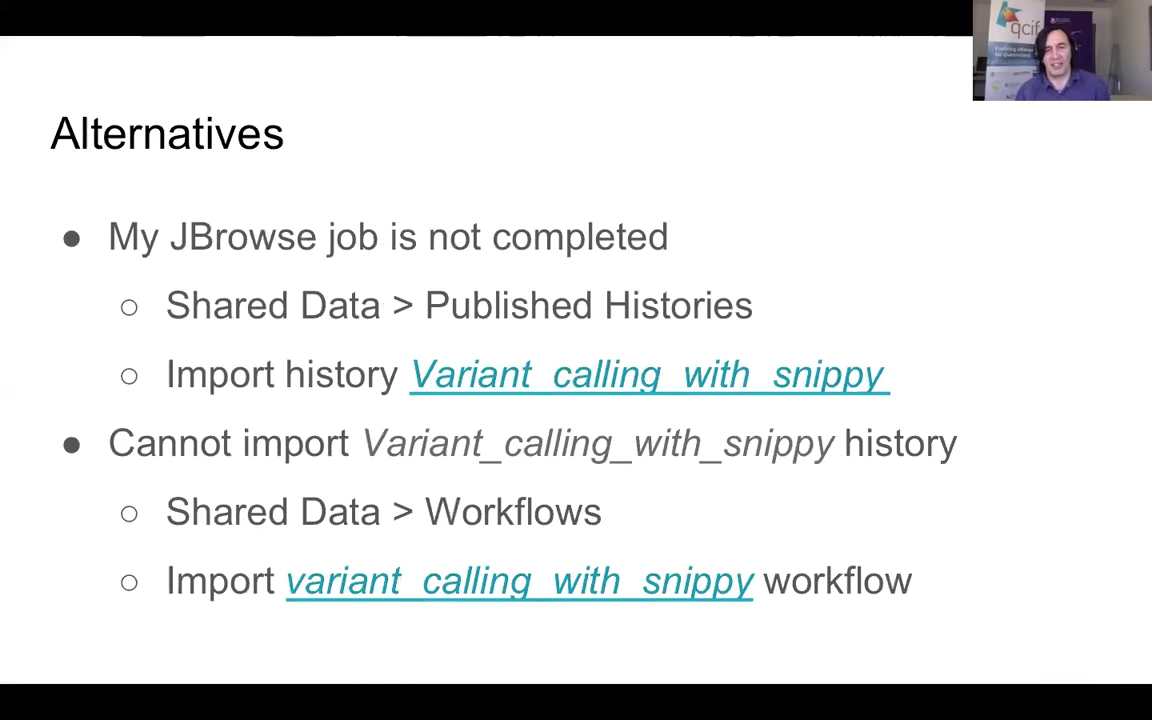 qcif
Alternatives
● My JBrowse job is not completed
○ Shared Data > Published Histories
○ Import history Variant_calling_with_snippy
● Cannot import Variant_calling_with_snippy history
○ Shared Data > Workflows
○ Import variant_calling_with_snippy workflow